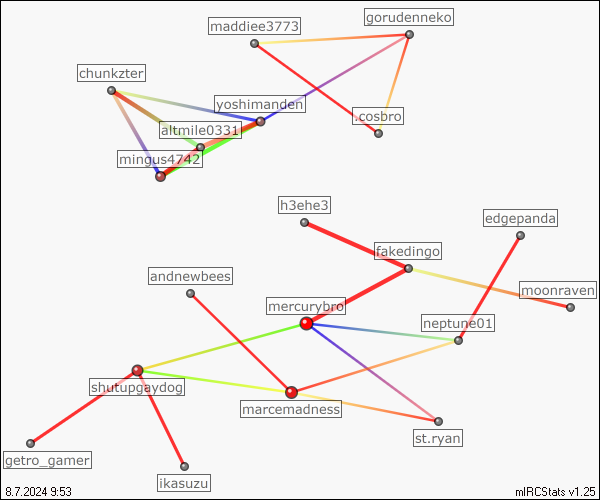 gorudenneko
maddiee3773
chunkzter
yoshimanden
.cosbro
altmile0331
mingus4742
h3ehe3
edgepanda
fakedingo
andnewbees
moonraven
mercurybro
neptune01
shutupgaydog
marcemadness
st.ryan
getro_gamer
ikasuzu
8.7.2024 9:53
mIRCStats v1.25